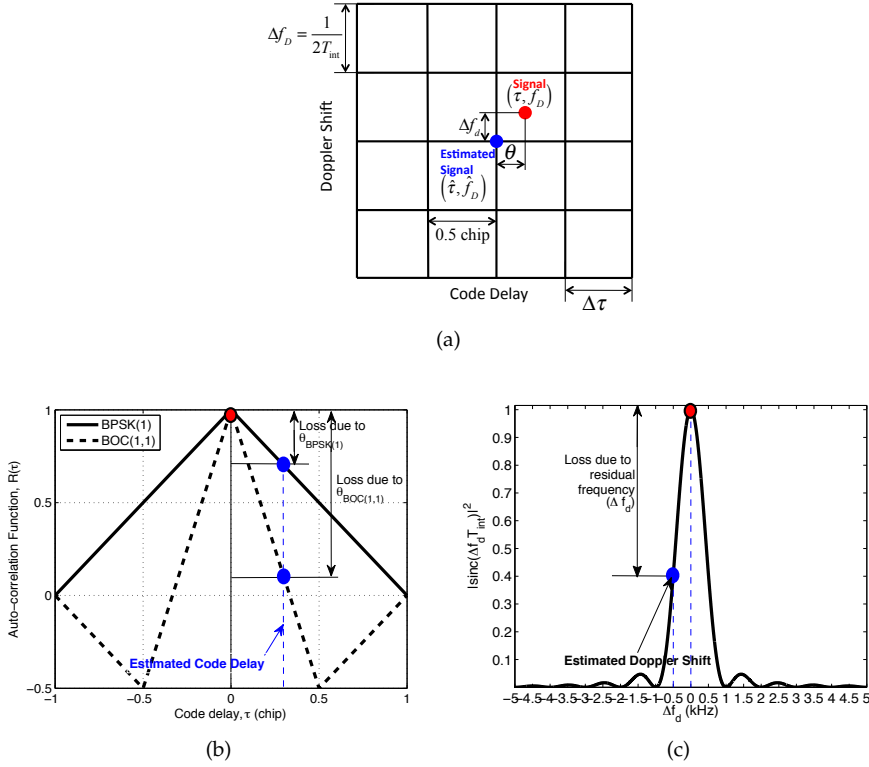 Δf_D = 1/(2T_int)
Doppler Shift
Signal
(τ, f_D)
Δf_d
Estimated
Signal
θ
(τ̂, f̂_D)
0.5 chip
Code Delay
Δτ
(a)
Auto−correlation Function, R(τ)
1
0.5
0
−0.5
BPSK(1)
BOC(1,1)
Loss due to
θ_BPSK(1)
Loss due to
θ_BOC(1,1)
Estimated Code Delay
−1 −0.5 0 0.5 1
Code delay, τ (chip)
(b)
|sinc(Δf_d T_int)|²
1
0.9
0.8
0.7
0.6
0.5
0.4
0.3
0.2
0.1
Loss due to
residual
frequency
(Δ f_d)
Estimated Doppler Shift
−5−4.5−4−3.5−3−2.5−2−1.5−1−0.5 0 0.5 1 1.5 2 2.5 3 3.5 4 4.5 5
Δf_d (kHz)
(c)